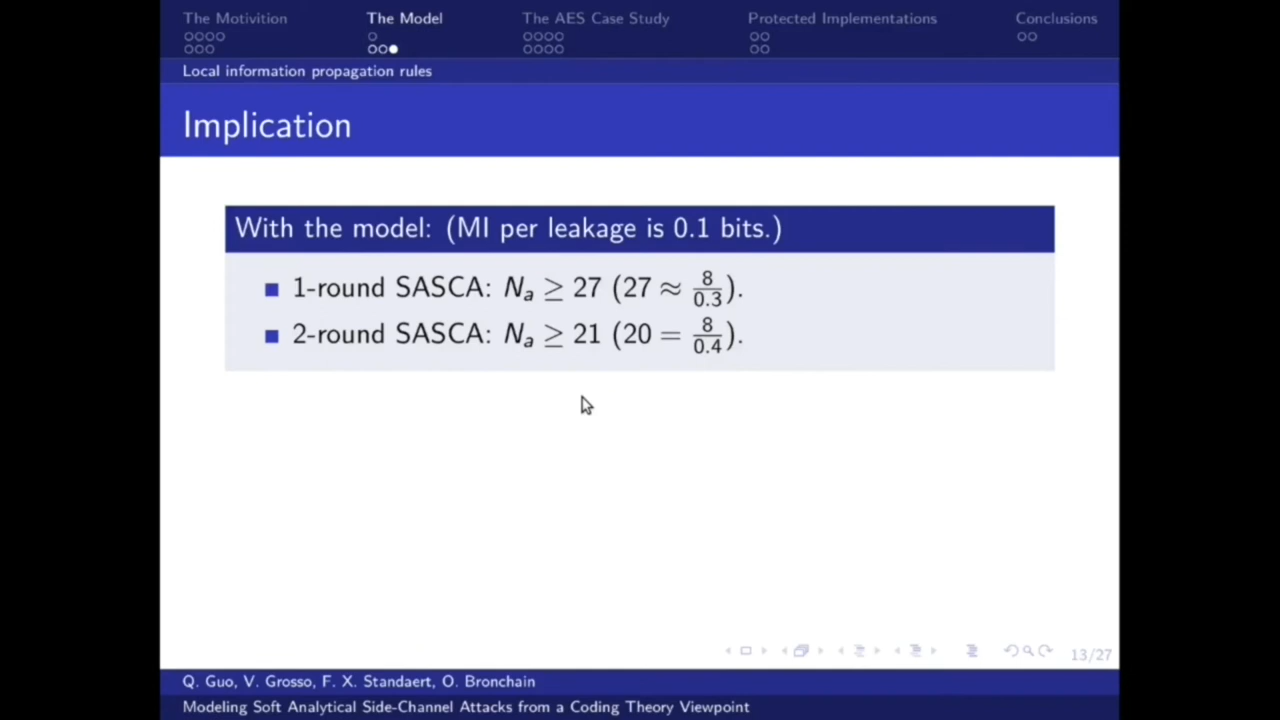 The Motivition The Model The AES Case Study Protected Implementations Conclusions
Local information propagation rules
Implication
With the model: (MI per leakage is 0.1 bits.)
1-round SASCA: Nₐ ≥ 27 (27 ≈ 8/0.3).
2-round SASCA: Nₐ ≥ 21 (20 = 8/0.4).
13/27
Q. Guo, V. Grosso, F. X. Standaert, O. Bronchain
Modeling Soft Analytical Side-Channel Attacks from a Coding Theory Viewpoint